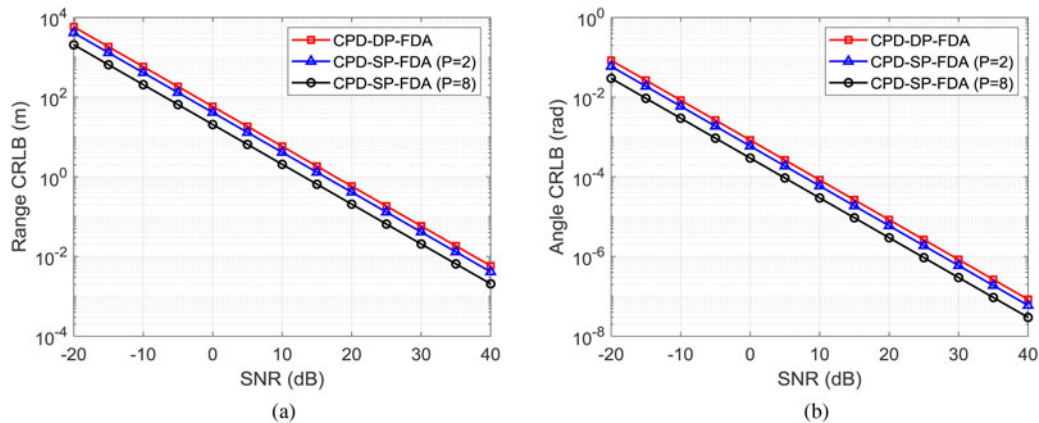 10^4
10^2
10^0
10^-2
10^-4
Range CRLB (m)
CPD-DP-FDA
CPD-SP-FDA (P=2)
CPD-SP-FDA (P=8)
-20 -10 0 10 20 30 40
SNR (dB)
(a)
10^0
10^-2
10^-4
10^-6
10^-8
Angle CRLB (rad)
CPD-DP-FDA
CPD-SP-FDA (P=2)
CPD-SP-FDA (P=8)
-20 -10 0 10 20 30 40
SNR (dB)
(b)